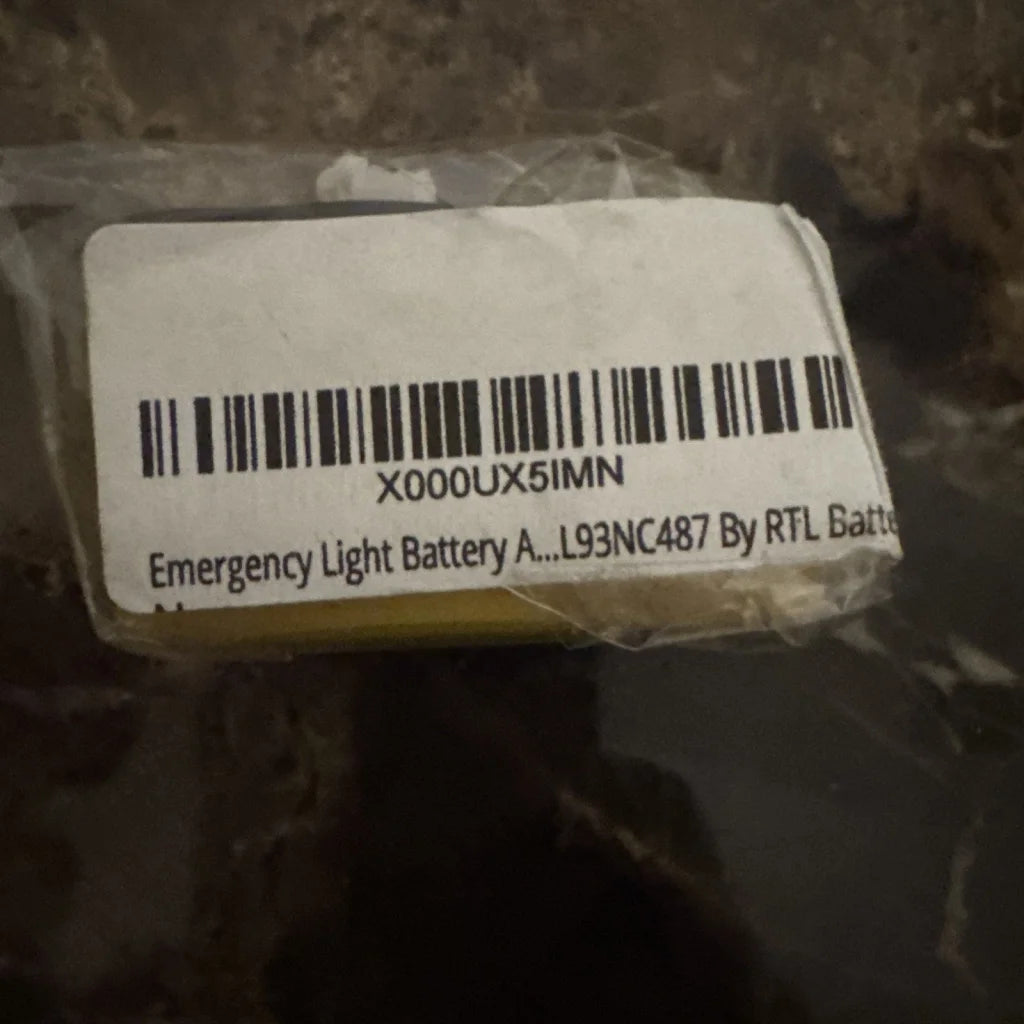 X000UX5IMN
Emergency Light Battery A...L93NC487 By RTL Batte